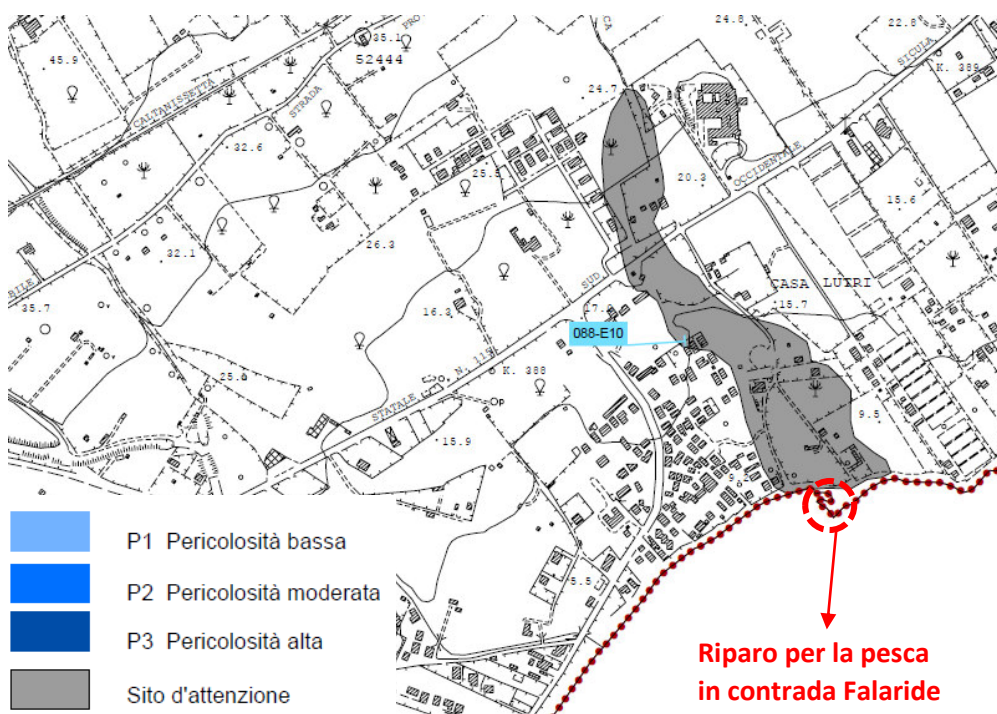 35.1
PRO
52444
CA
24.8
22.8
45.9
SICULA
K. 389
CALTANISSETTA
STRADA
24.7
32.6
OCCIDENTALE
25.5
20.3
15.6
26.3
32.1
BILE
35.7
SUD
CASA LUTRI
15.7
16.3
17.0
088-E10
N. 115
K. 388
STATALE
25.0
9.5
15.9
5.5
P1 Pericolosità bassa
P2 Pericolosità moderata
P3 Pericolosità alta
Sito d'attenzione
Riparo per la pesca
in contrada Falaride